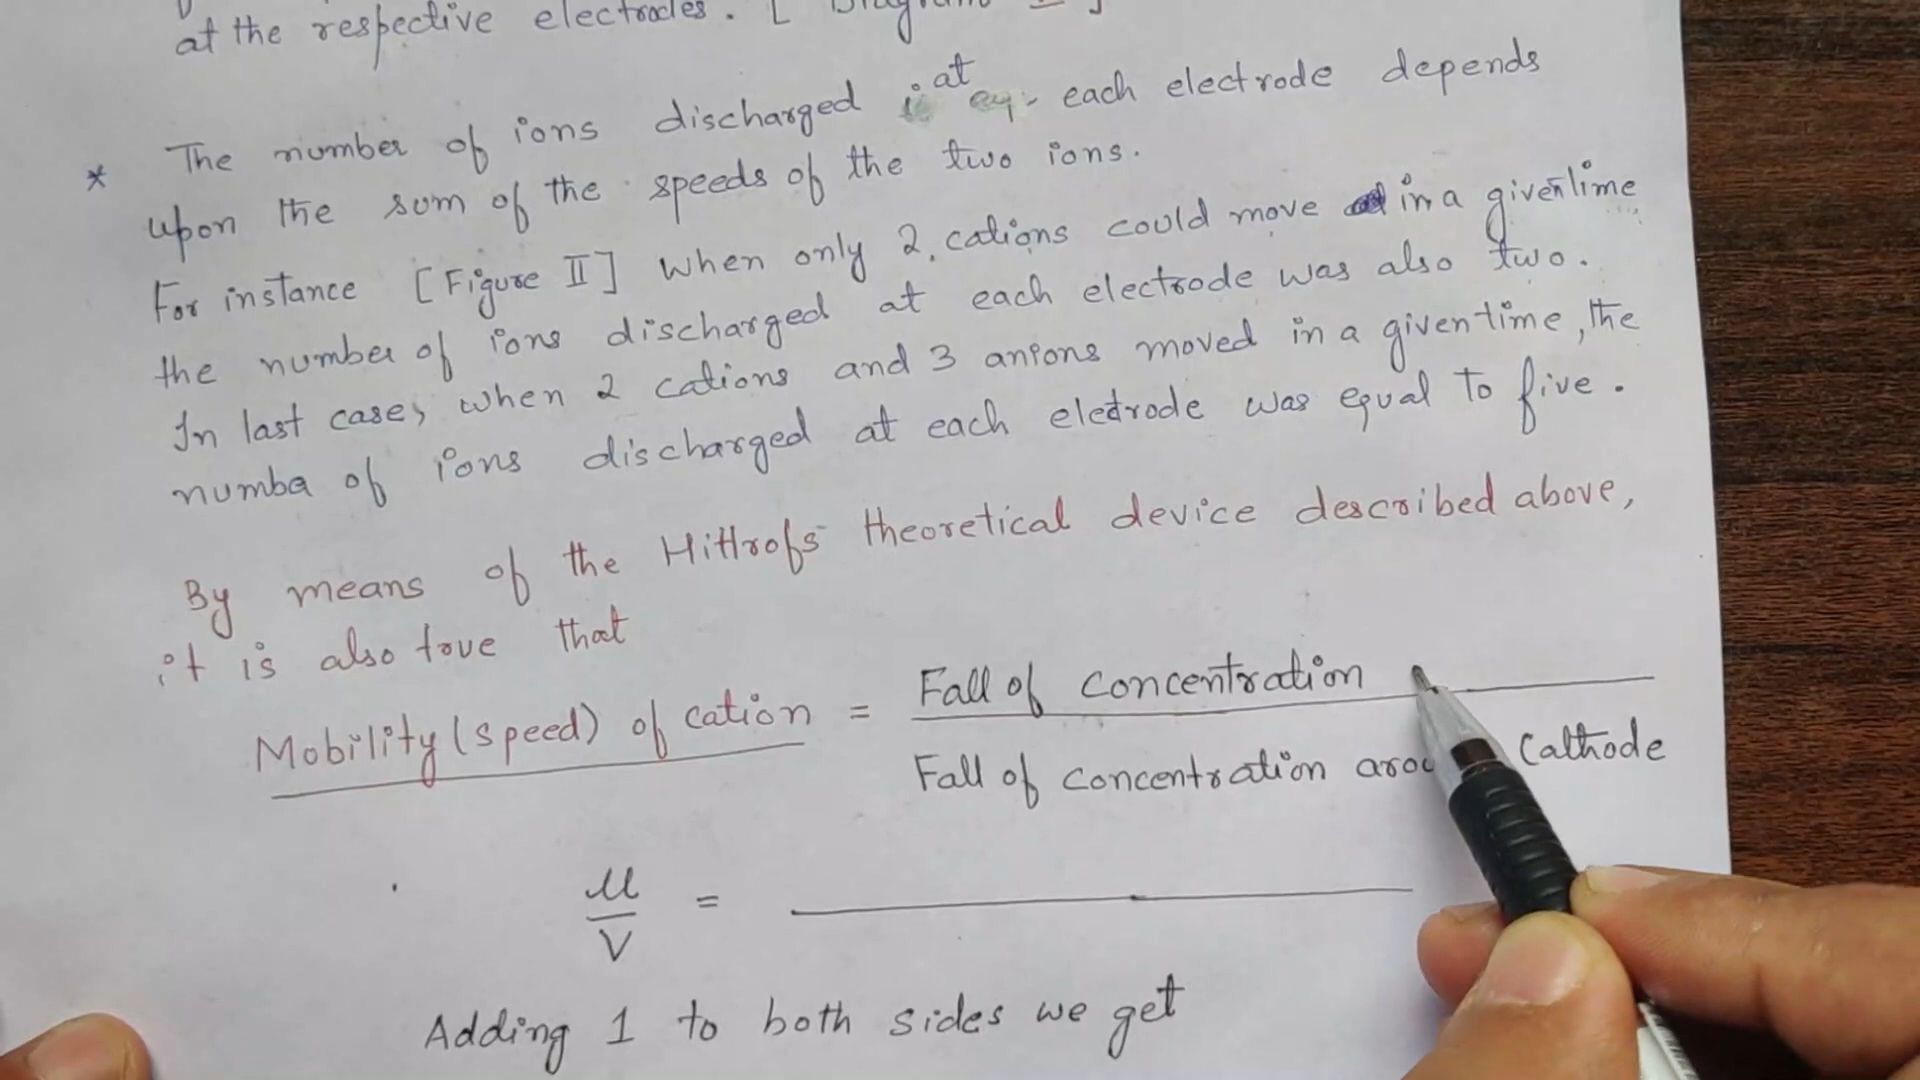 at the respective electrodes. [ Diagram
* The number of ions discharged at each electrode depends
upon the sum of the speeds of the two ions.
For instance [Figure II] when only 2 cations could move in a given time
the number of ions discharged at each electrode was also two.
In last case, when 2 cations and 3 anions moved in a given time, the
numba of ions discharged at each eletrode was equal to five.
By means of the Hittrofs theoretical device described above,
it is also true that
Mobility (speed) of cation = Fall of concentration
Fall of concentration Cathode
u
=
v
Adding 1 to both sides we get